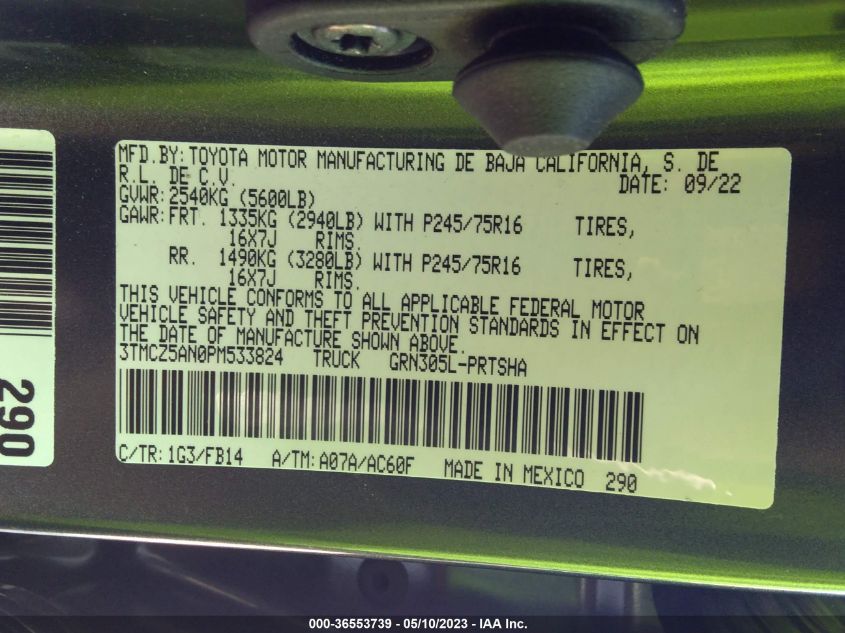 MFD.BY:TOYOTA MOTOR MANUFACTURING DE BAJA CALIFORNIA, S. DE
R.L. DE C.V. DATE: 09/22
GVWR:2540KG (5600LB)
GAWR:FRT. 1335KG (2940LB) WITH P245/75R16 TIRES,
16X7J RIMS.
RR. 1490KG (3280LB) WITH P245/75R16 TIRES,
16X7J RIMS.
THIS VEHICLE CONFORMS TO ALL APPLICABLE FEDERAL MOTOR
VEHICLE SAFETY AND THEFT PREVENTION STANDARDS IN EFFECT ON
THE DATE OF MANUFACTURE SHOWN ABOVE.
3TMCZ5AN0PM533824 TRUCK GRN305L-PRTSHA
C/TR:1G3/FB14 A/TM:A07A/AC60F MADE IN MEXICO 290
290
000-36553739 - 05/10/2023 - IAA Inc.